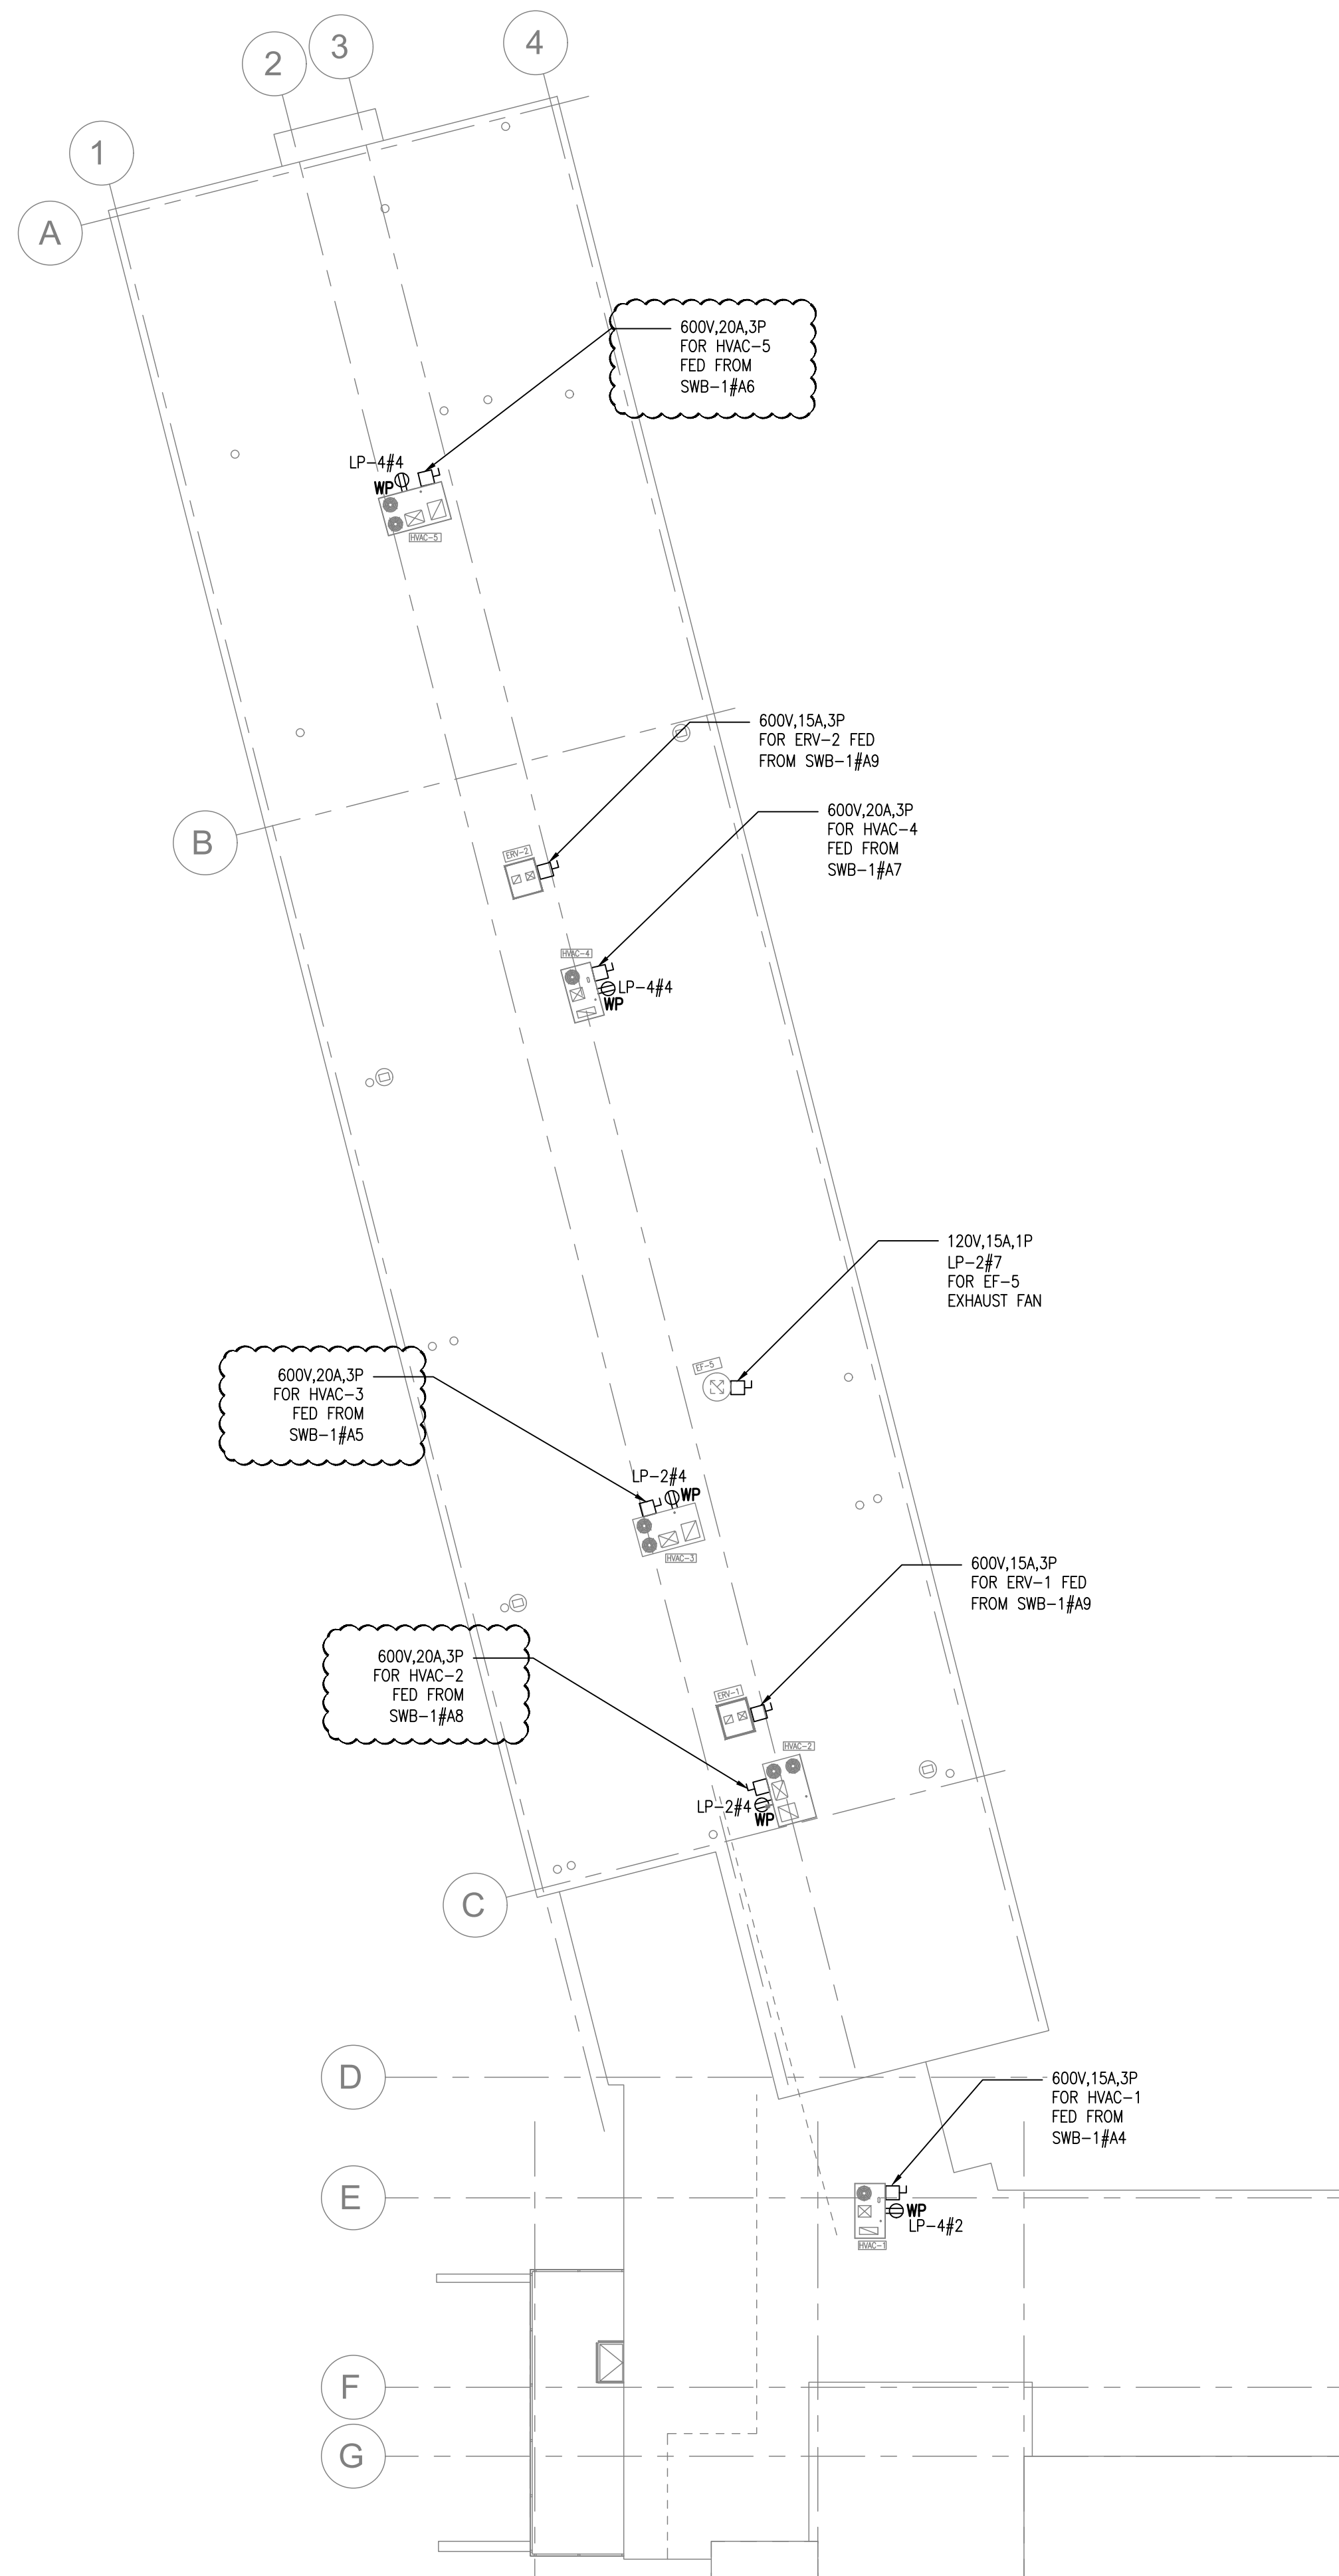 4
3
2
1
A
600V,20A,3P
FOR HVAC-5
FED FROM
SWB-1#A6
LP-4#4
WP
HVAC-5
600V,15A,3P
FOR ERV-2 FED
FROM SWB-1#A9
B
600V,20A,3P
FOR HVAC-4
FED FROM
SWB-1#A7
ERV-2
HVAC-4
LP-4#4
WP
120V,15A,1P
LP-2#7
FOR EF-5
EXHAUST FAN
EF-5
600V,20A,3P
FOR HVAC-3
FED FROM
SWB-1#A5
LP-2#4
WP
HVAC-3
600V,15A,3P
FOR ERV-1 FED
FROM SWB-1#A9
600V,20A,3P
FOR HVAC-2
FED FROM
SWB-1#A8
ERV-1
HVAC-2
LP-2#4
WP
C
D
600V,15A,3P
FOR HVAC-1
FED FROM
SWB-1#A4
E
WP
LP-4#2
HVAC-1
F
G